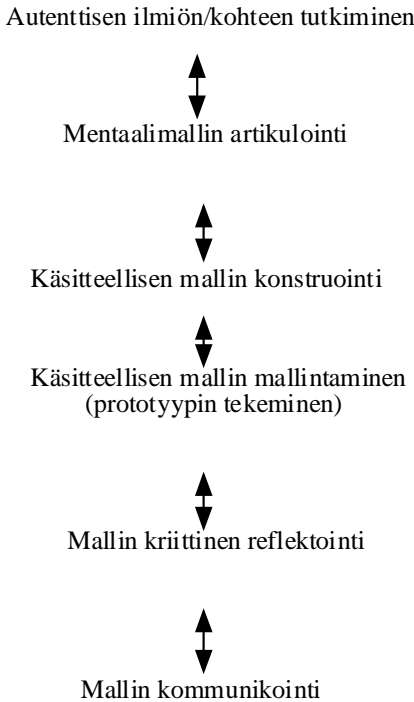 Autenttisen ilmiön/kohteen tutkiminen
Mentaalimallin artikulointi
Käsitteellisen mallin konstruointi
Käsitteellisen mallin mallintaminen
(prototyypin tekeminen)
Mallin kriittinen reflektointi
Mallin kommunikointi